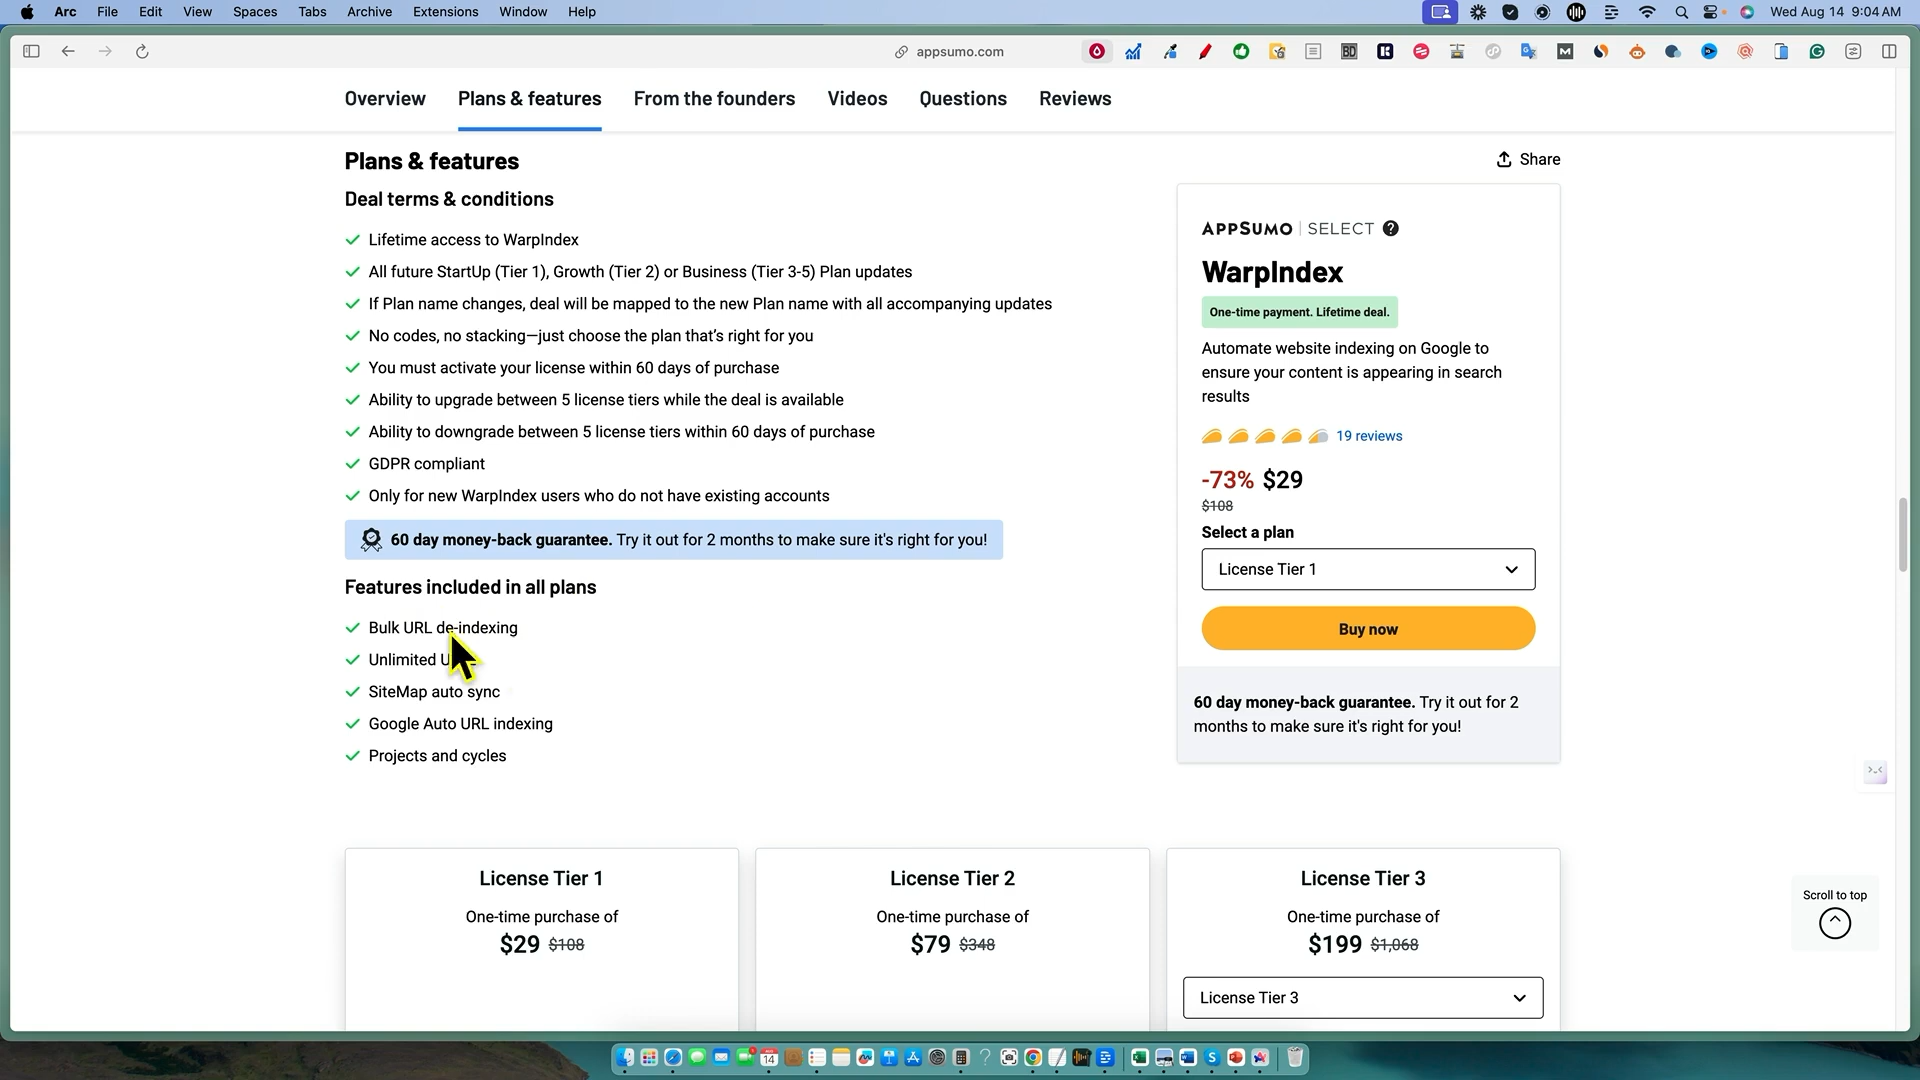 Arc File Edit View Spaces Tabs Archive Extensions Window Help
Wed Aug 14 9:04 AM
appsumo.com
Overview Plans & features From the founders Videos Questions Reviews
Plans & features
Share
Deal terms & conditions
Lifetime access to WarpIndex
All future StartUp (Tier 1), Growth (Tier 2) or Business (Tier 3-5) Plan updates
If Plan name changes, deal will be mapped to the new Plan name with all accompanying updates
No codes, no stacking—just choose the plan that's right for you
You must activate your license within 60 days of purchase
Ability to upgrade between 5 license tiers while the deal is available
Ability to downgrade between 5 license tiers within 60 days of purchase
GDPR compliant
Only for new WarpIndex users who do not have existing accounts
60 day money-back guarantee. Try it out for 2 months to make sure it's right for you!
Features included in all plans
Bulk URL de-indexing
Unlimited
SiteMap auto sync
Google Auto URL indexing
Projects and cycles
APPSUMO SELECT ?
WarpIndex
One-time payment. Lifetime deal.
Automate website indexing on Google to
ensure your content is appearing in search
results
19 reviews
-73% $29
$108
Select a plan
License Tier 1
Buy now
60 day money-back guarantee. Try it out for 2
months to make sure it's right for you!
License Tier 1
One-time purchase of
$29 $108
License Tier 2
One-time purchase of
$79 $348
License Tier 3
One-time purchase of
$199 $1,068
License Tier 3
Scroll to top